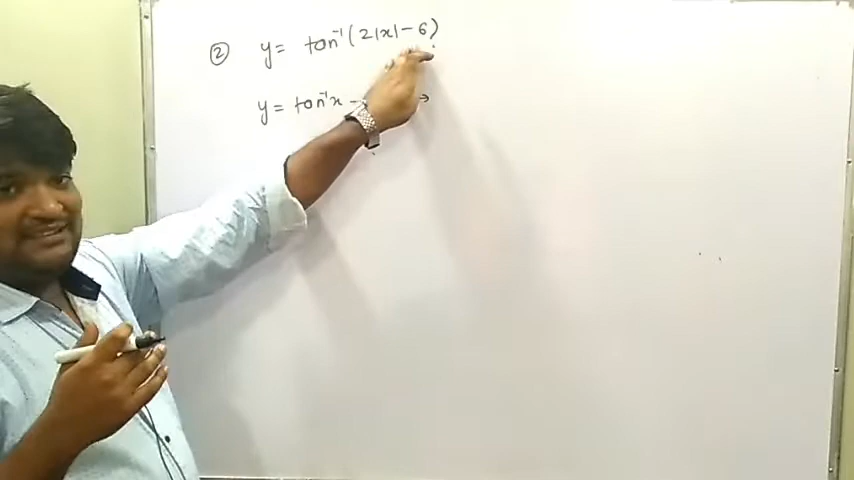 ② y = tan⁻¹(2|x| - 6)
y = tan⁻¹x →